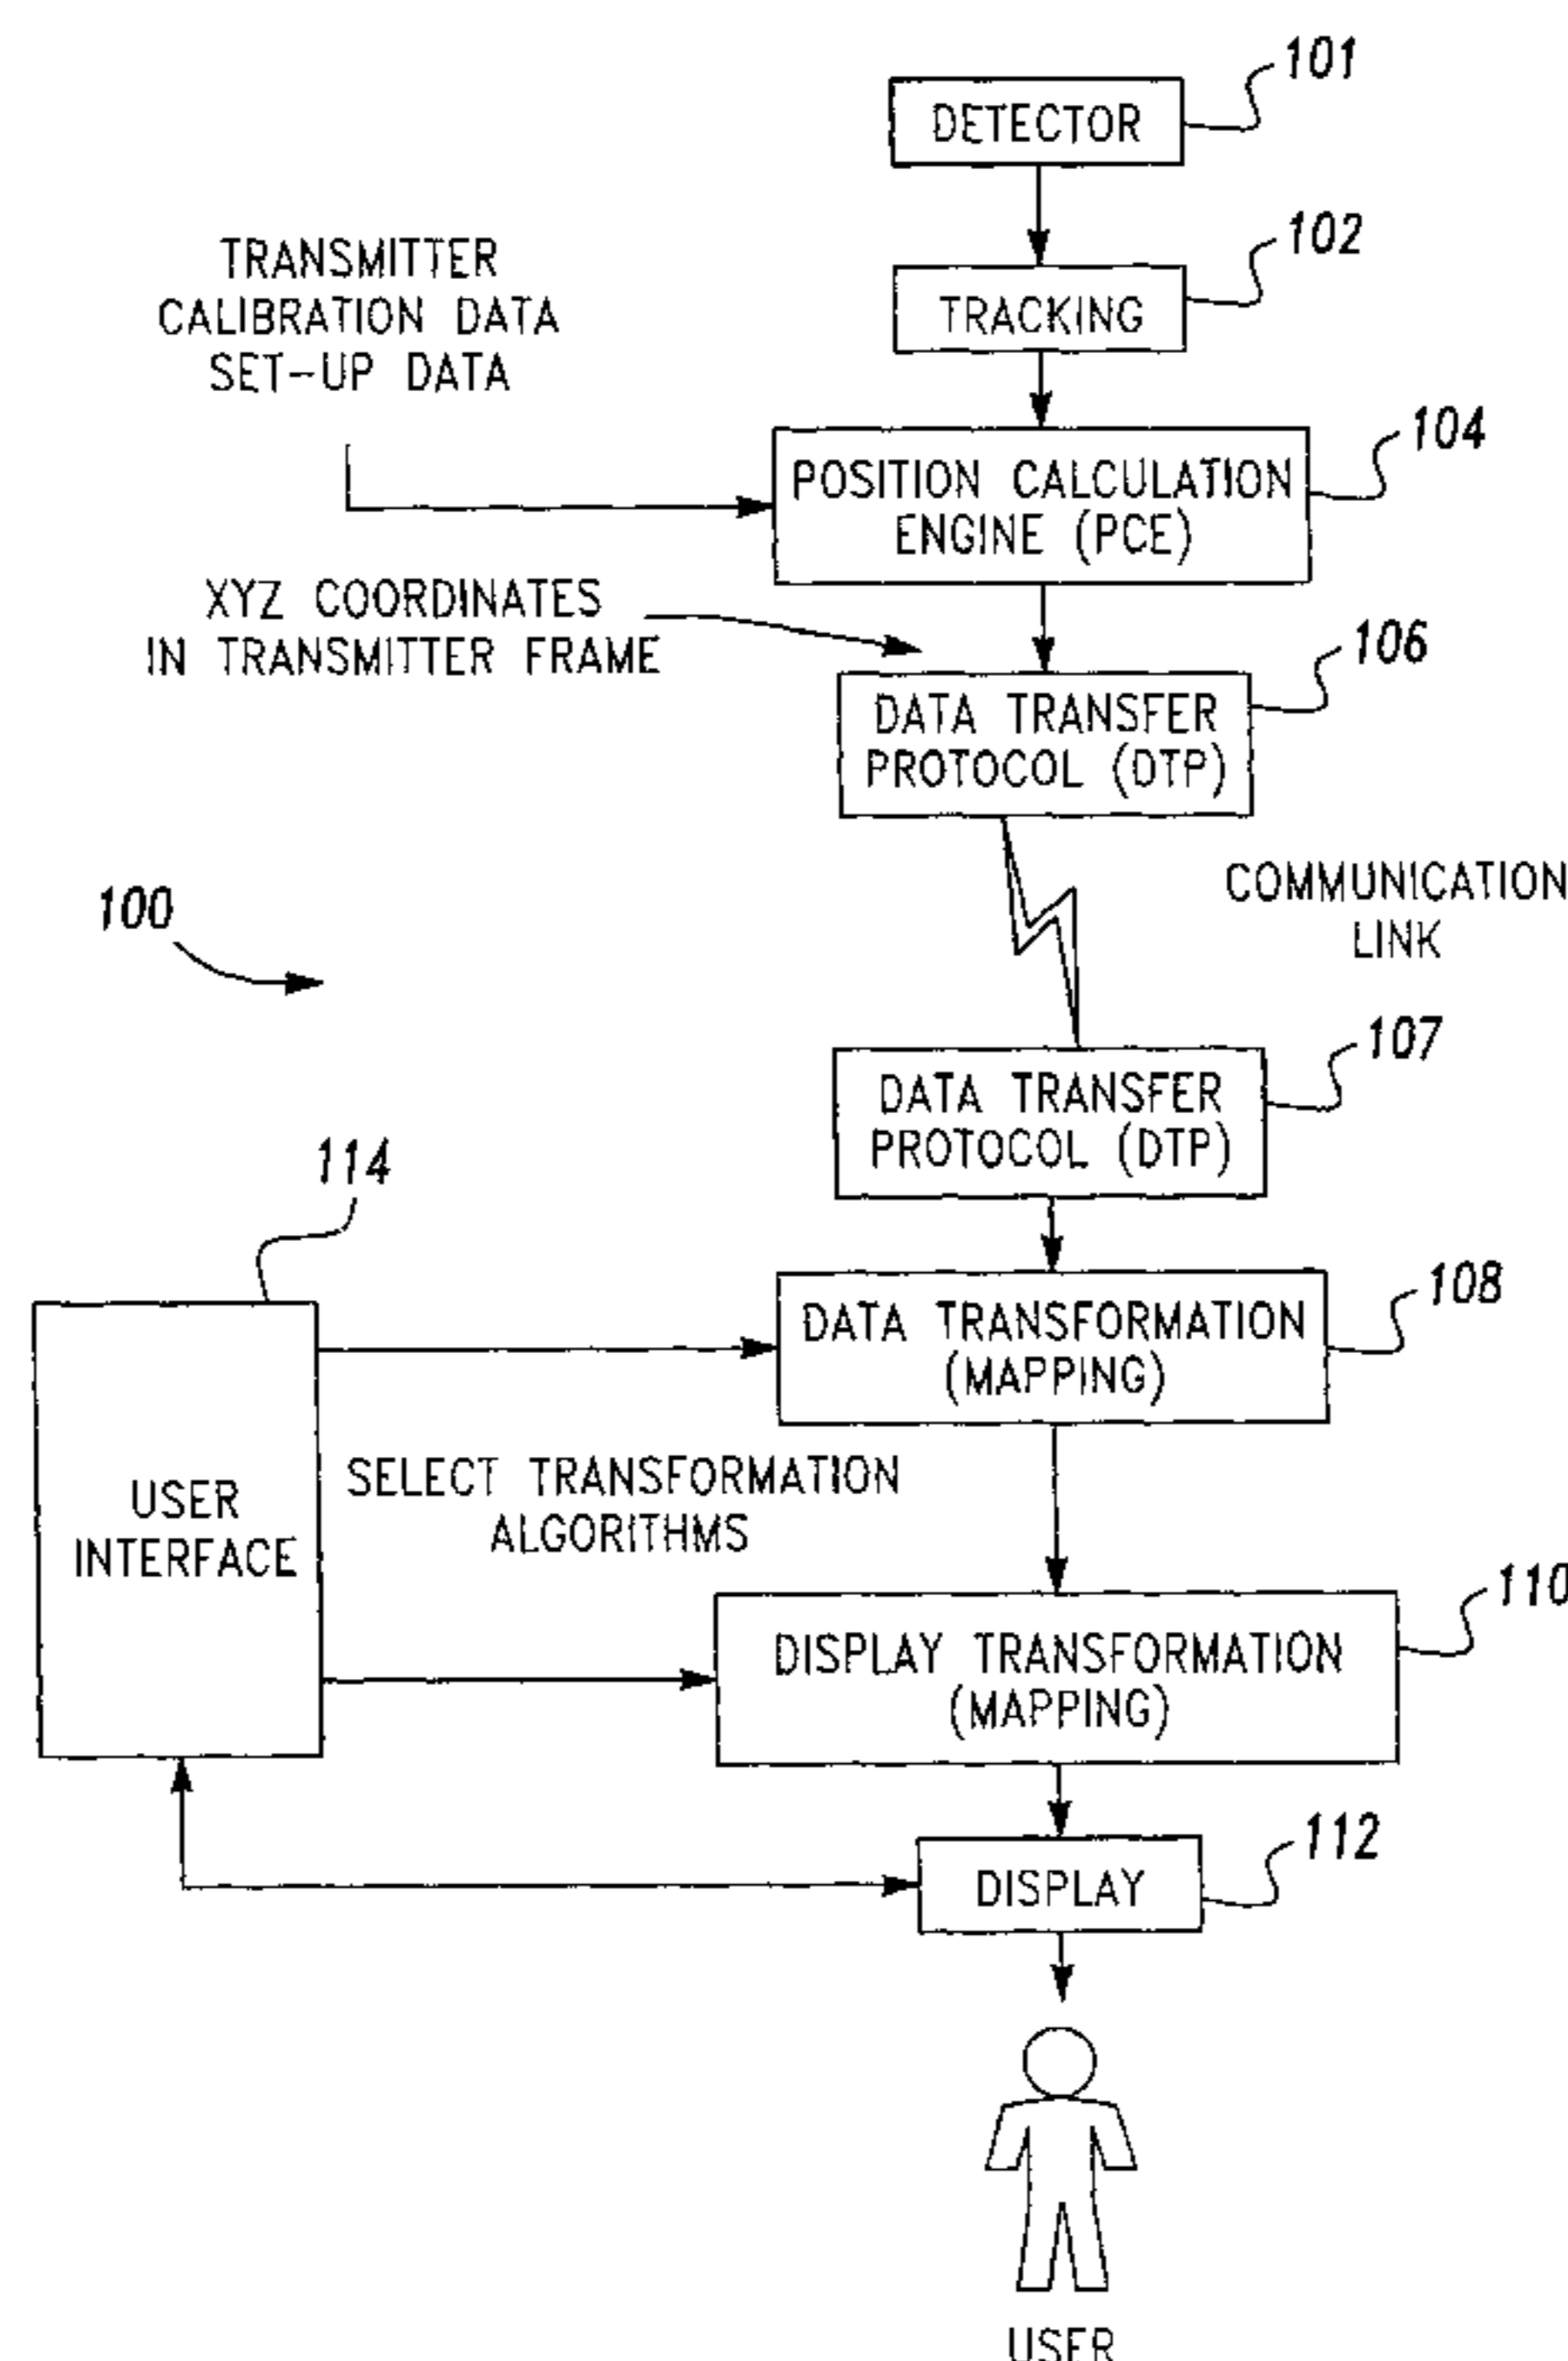 101
DETECTOR
102
TRACKING
TRANSMITTER
CALIBRATION DATA
SET-UP DATA
104
POSITION CALCULATION
ENGINE (PCE)
XYZ COORDINATES
IN TRANSMITTER FRAME
106
DATA TRANSFER
PROTOCOL (DTP)
COMMUNICATION
LINK
100
107
DATA TRANSFER
PROTOCOL (DTP)
114
108
DATA TRANSFORMATION
(MAPPING)
USER
INTERFACE
SELECT TRANSFORMATION
ALGORITHMS
110
DISPLAY TRANSFORMATION
(MAPPING)
112
DISPLAY
USER